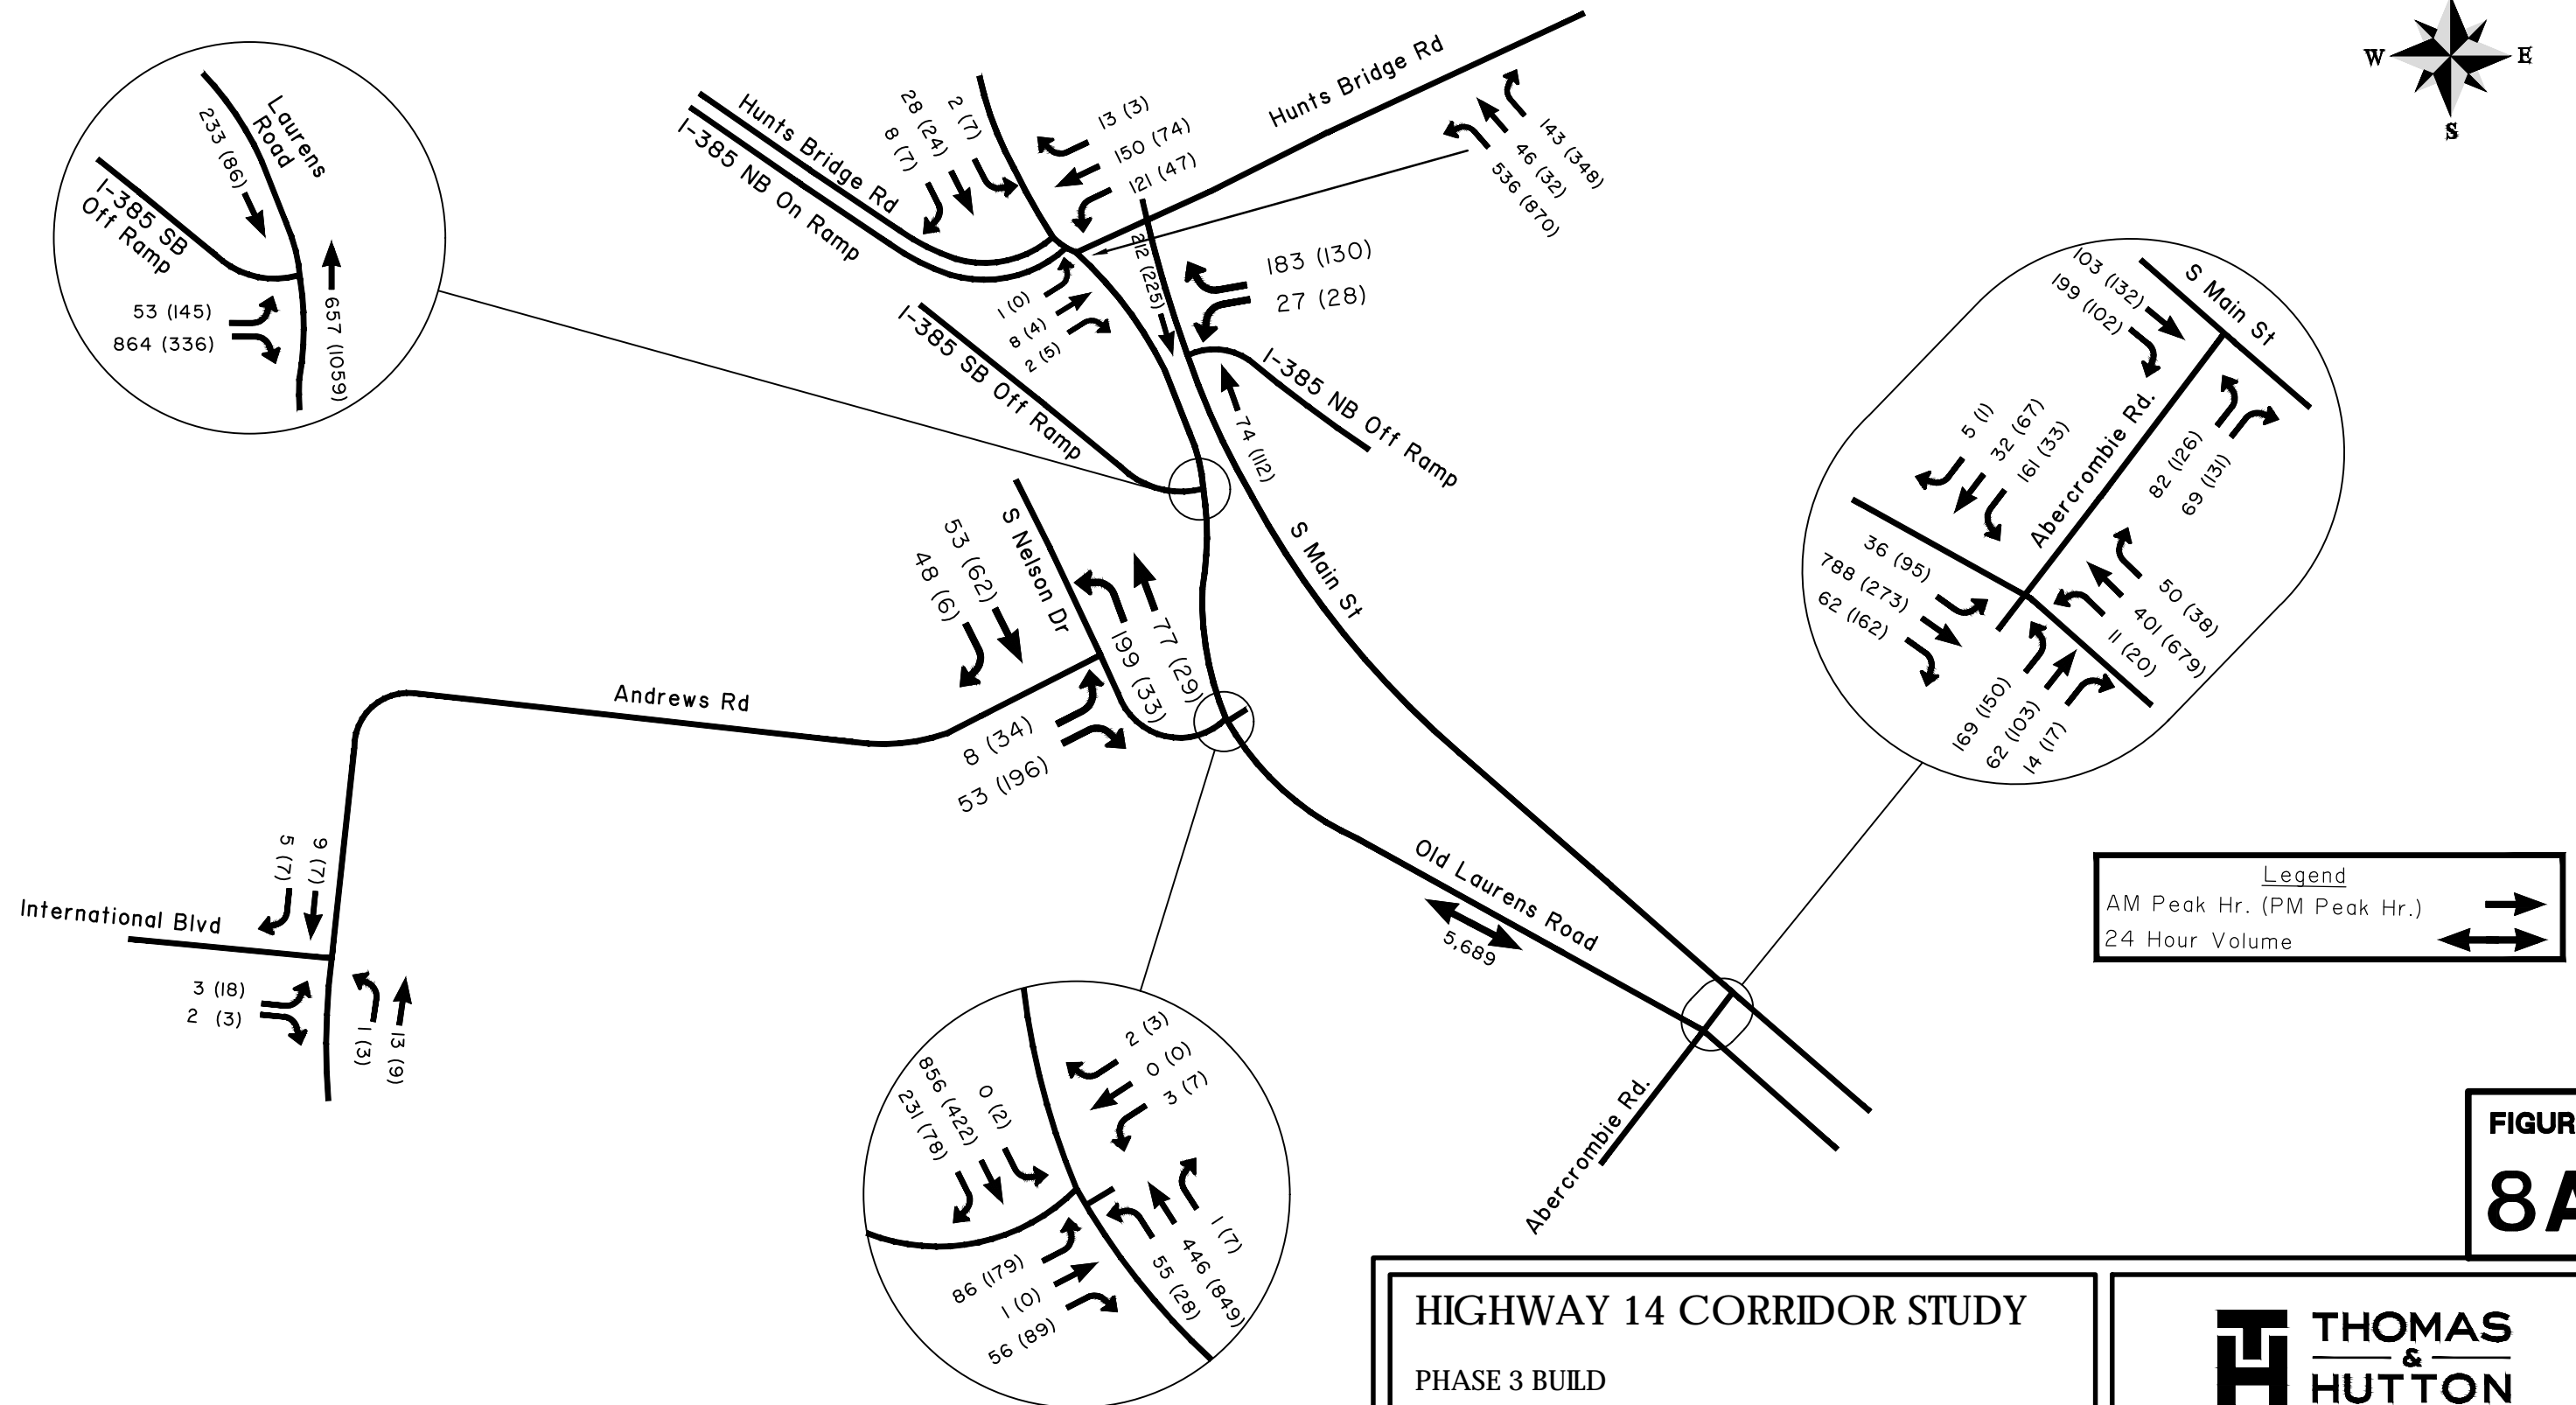 W
E
S
Laurens
Road
233 (86)
I-385 SB
Off Ramp
53 (145)
864 (336)
657 (1059)
Hunts Bridge Rd
I-385 NB On Ramp
28 (24)
2 (7)
8 (7)
13 (3)
150 (74)
121 (47)
Hunts Bridge Rd
143 (348)
46 (32)
536 (870)
212 (225)
183 (130)
27 (28)
1 (0)
8 (4)
2 (5)
I-385 SB Off Ramp
I-385 NB Off Ramp
74 (112)
S Main St
103 (132)
199 (102)
S Main St
Abercrombie Rd.
5 (1)
32 (67)
161 (33)
82 (126)
69 (131)
36 (95)
788 (273)
62 (162)
50 (38)
401 (679)
11 (20)
169 (150)
62 (103)
14 (17)
53 (62)
48 (6)
S Nelson Dr
77 (29)
199 (33)
8 (34)
53 (196)
Andrews Rd
5 (7)
9 (7)
International Blvd
3 (18)
2 (3)
1 (3)
13 (9)
Old Laurens Road
5,689
Abercrombie Rd.
Legend
AM Peak Hr. (PM Peak Hr.)
24 Hour Volume
856 (422)
0 (2)
231 (78)
2 (3)
0 (0)
3 (7)
86 (179)
1 (0)
56 (89)
1 (7)
446 (849)
55 (28)
FIGUR
8A
HIGHWAY 14 CORRIDOR STUDY
PHASE 3 BUILD
THOMAS
&
HUTTON